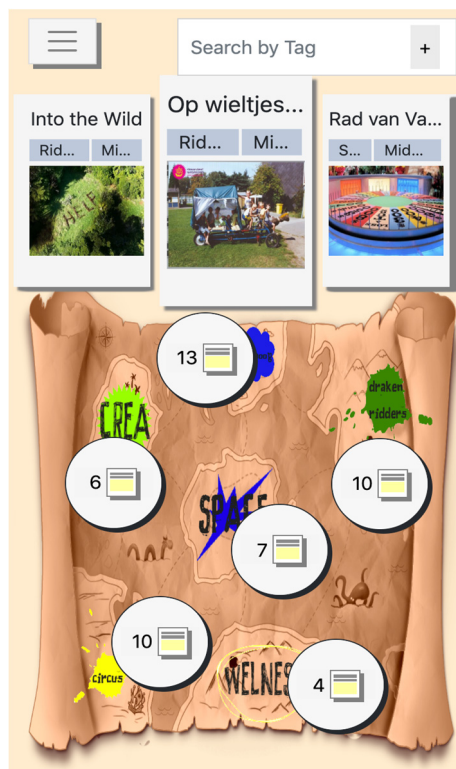 Search by Tag
+
Into the Wild
Rid...
Mi...
Op wieltjes...
Rid...
Mi...
Rad van Va...
S...
Mid...
HELP
13
CREA
draken
ridders
6
10
SPACE
7
10
circus
WELNES
4